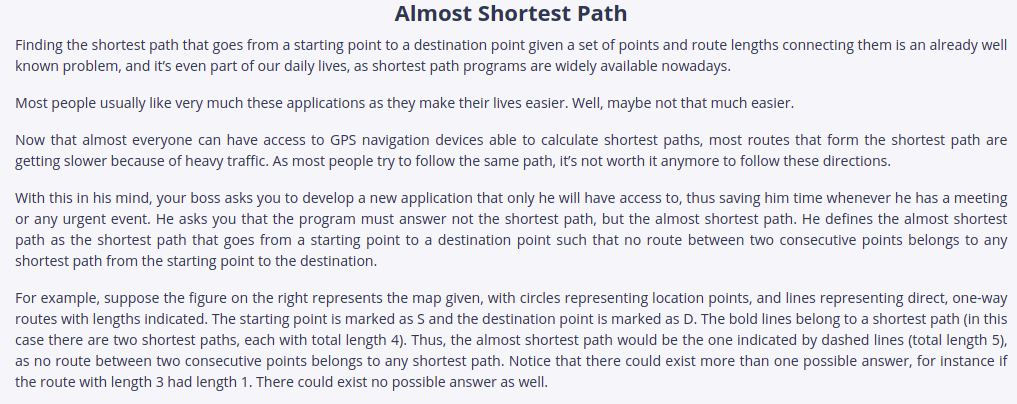 Almost Shortest Path
Finding the shortest path that goes from a starting point to a destination point given a set of points and route lengths connecting them is an already well
known problem, and it’s even part of our daily lives, as shortest path programs are widely available nowadays.
Most people usually like very much these applications as they make their lives easier. Well, maybe not that much easier.
Now that almost everyone can have access to GPS navigation devices able to calculate shortest paths, most routes that form the shortest path are
getting slower because of heavy traffic. As most people try to follow the same path, it’s not worth it anymore to follow these directions.
With this in his mind, your boss asks you to develop a new application that only he will have access to, thus saving him time whenever he has a meeting
or any urgent event. He asks you that the program must answer not the shortest path, but the almost shortest path. He defines the almost shortest
path as the shortest path that goes from a starting point to a destination point such that no route between two consecutive points belongs to any
shortest path from the starting point to the destination.
For example, suppose the figure on the right represents the map given, with circles representing location points, and lines representing direct, one-way
routes with lengths indicated. The starting point is marked as S and the destination point is marked as D. The bold lines belong to a shortest path (in this
case there are two shortest paths, each with total length 4). Thus, the almost shortest path would be the one indicated by dashed lines (total length 5),
as no route between two consecutive points belongs to any shortest path. Notice that there could exist more than one possible answer, for instance if
the route with length 3 had length 1. There could exist no possible answer as well.